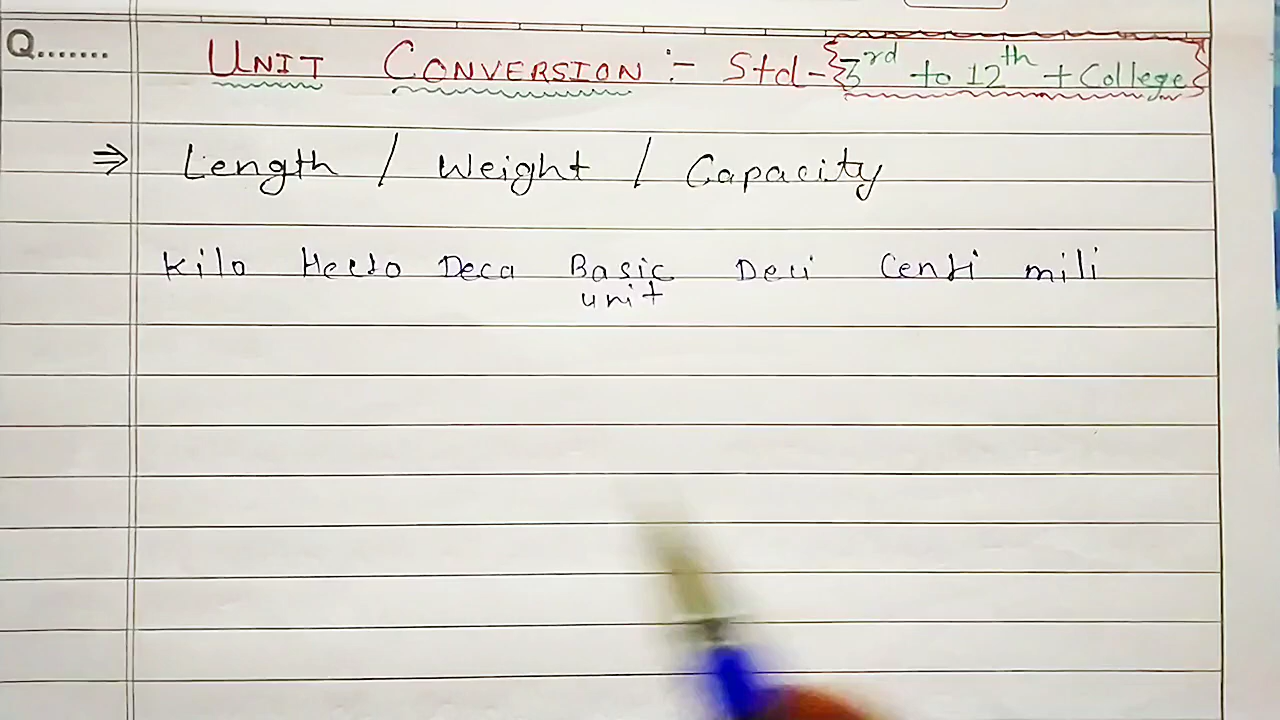 Q.......
UNIT CONVERSION :- Std-{3rd to 12th + College}
⇒ Length / Weight / Capacity
Kilo Hecto Deca Basic Deci Centi mili
unit